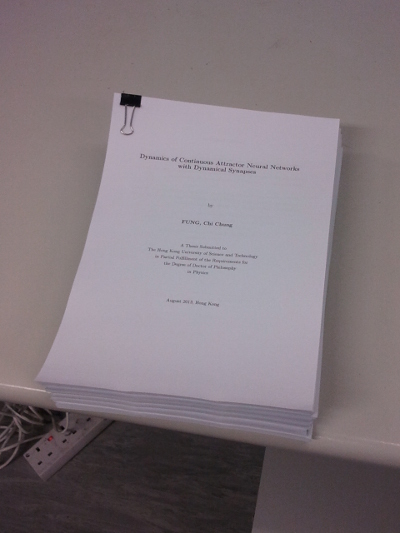 Dynamics of Continuous Attractor Neural Networks
with Dynamical Synapses
by
FUNG, Chi Chung
A Thesis Submitted to
The Hong Kong University of Science and Technology
in Partial Fulfillment of the Requirements for
the Degree of Doctor of Philosophy
in Physics
August 2013, Hong Kong